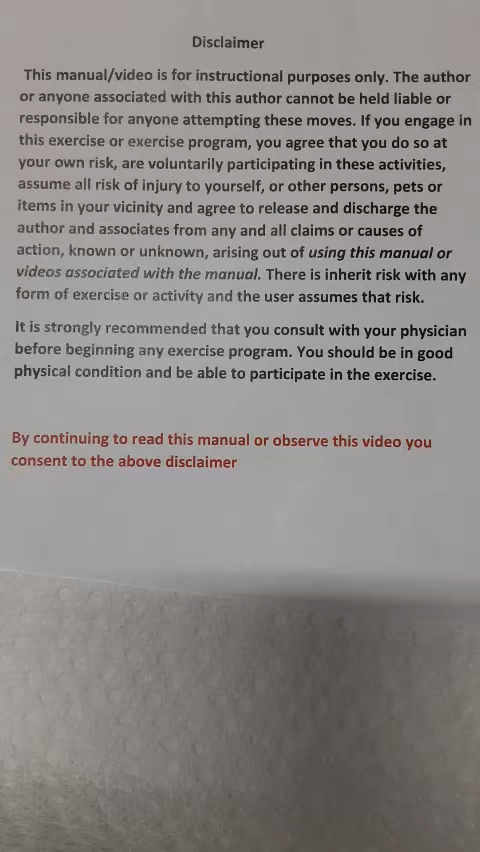 Disclaimer
This manual/video is for instructional purposes only. The author
or anyone associated with this author cannot be held liable or
responsible for anyone attempting these moves. If you engage in
this exercise or exercise program, you agree that you do so at
your own risk, are voluntarily participating in these activities,
assume all risk of injury to yourself, or other persons, pets or
items in your vicinity and agree to release and discharge the
author and associates from any and all claims or causes of
action, known or unknown, arising out of using this manual or
videos associated with the manual. There is inherit risk with any
form of exercise or activity and the user assumes that risk.
It is strongly recommended that you consult with your physician
before beginning any exercise program. You should be in good
physical condition and be able to participate in the exercise.
By continuing to read this manual or observe this video you
consent to the above disclaimer